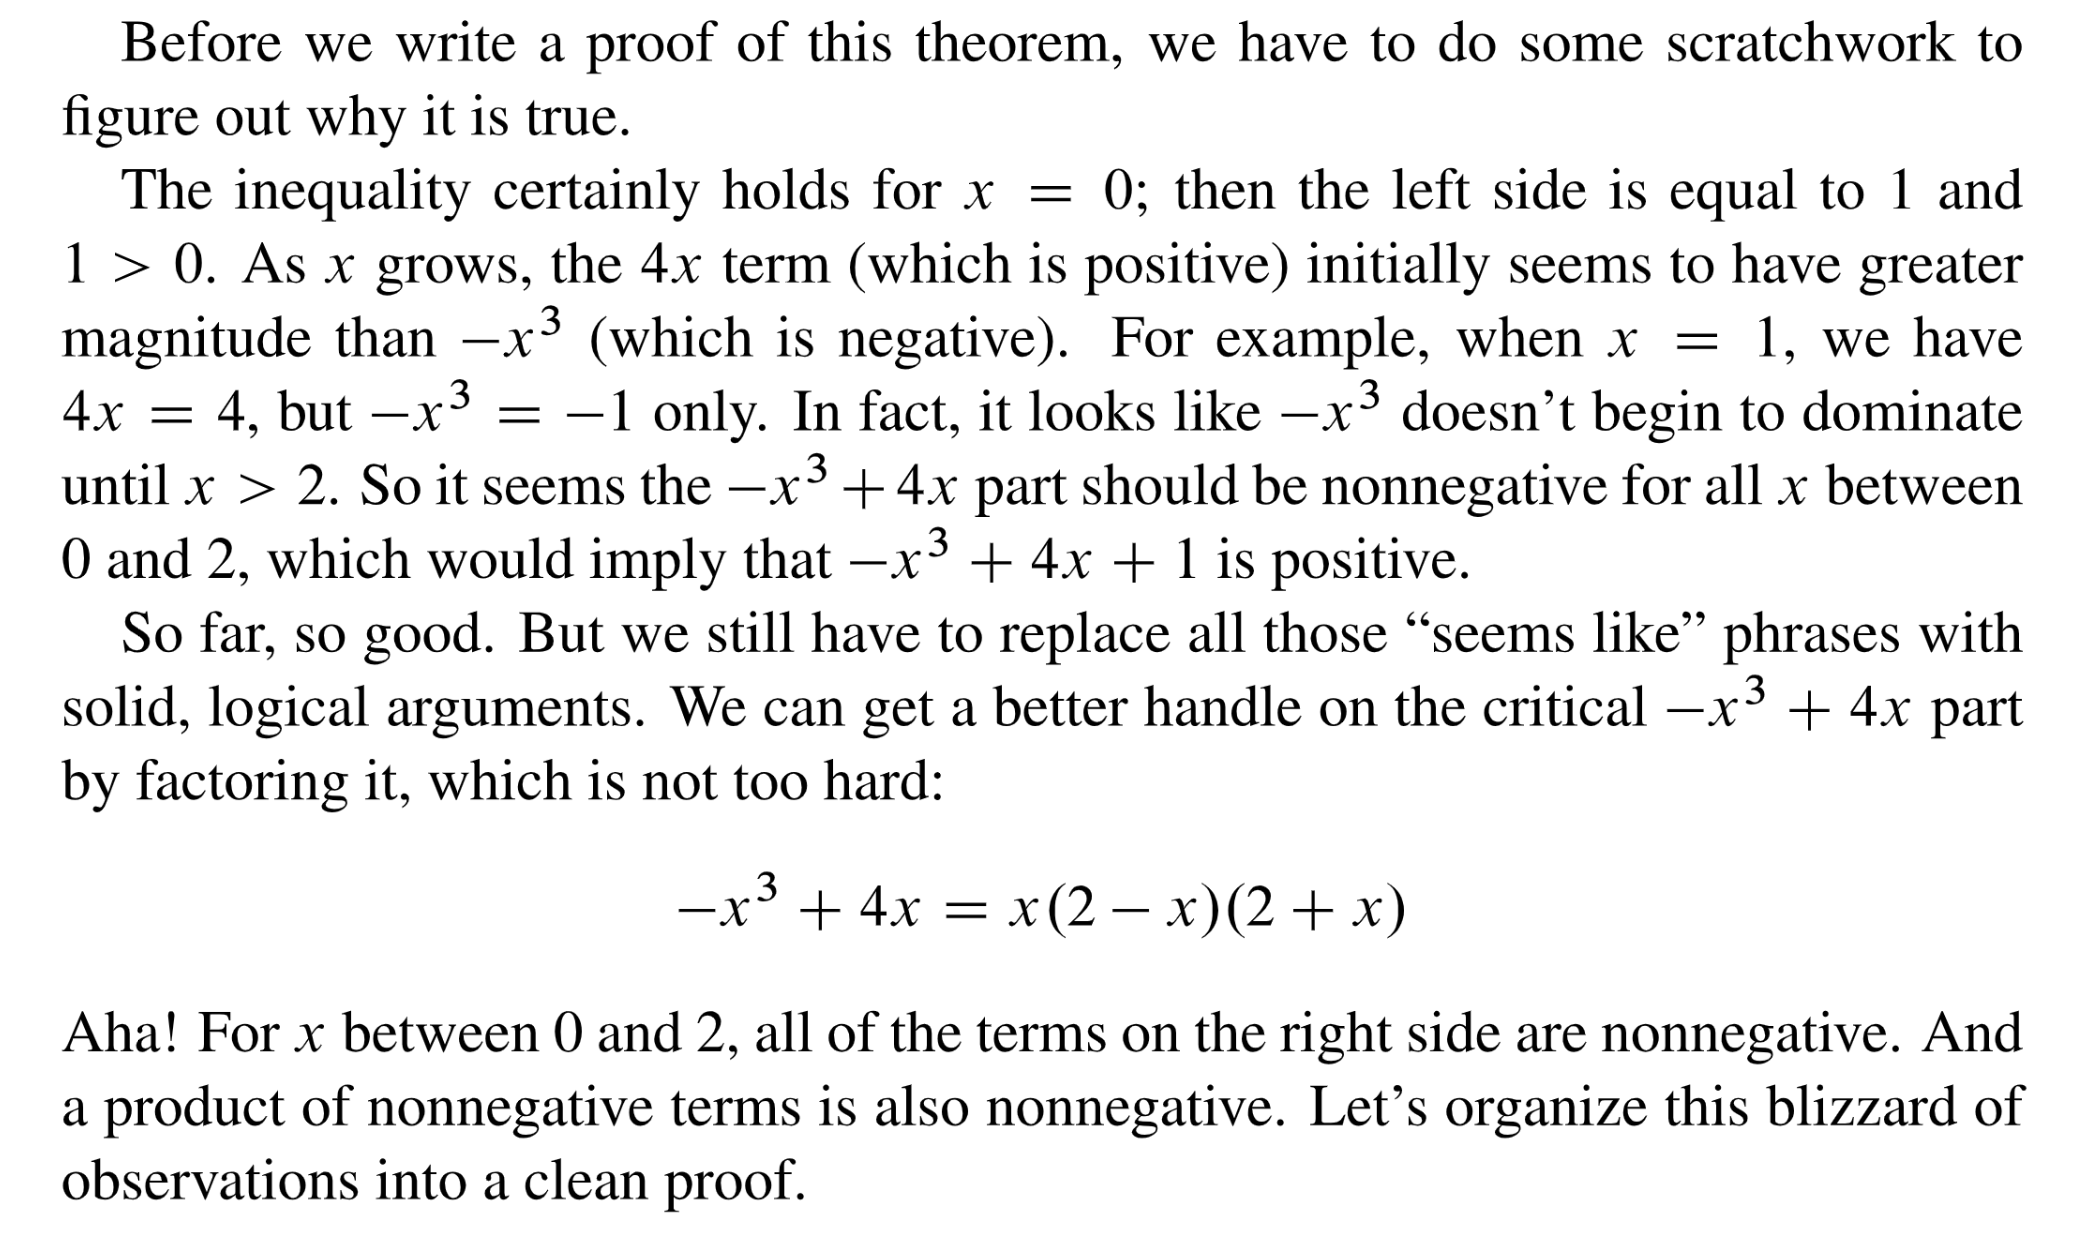 Before we write a proof of this theorem, we have to do some scratchwork to
figure out why it is true.
The inequality certainly holds for x = 0; then the left side is equal to 1 and
1 > 0. As x grows, the 4x term (which is positive) initially seems to have greater
magnitude than −x³ (which is negative). For example, when x = 1, we have
4x = 4, but −x³ = −1 only. In fact, it looks like −x³ doesn’t begin to dominate
until x > 2. So it seems the −x³ + 4x part should be nonnegative for all x between
0 and 2, which would imply that −x³ + 4x + 1 is positive.
So far, so good. But we still have to replace all those “seems like” phrases with
solid, logical arguments. We can get a better handle on the critical −x³ + 4x part
by factoring it, which is not too hard:
−x³ + 4x = x(2 − x)(2 + x)
Aha! For x between 0 and 2, all of the terms on the right side are nonnegative. And
a product of nonnegative terms is also nonnegative. Let’s organize this blizzard of
observations into a clean proof.